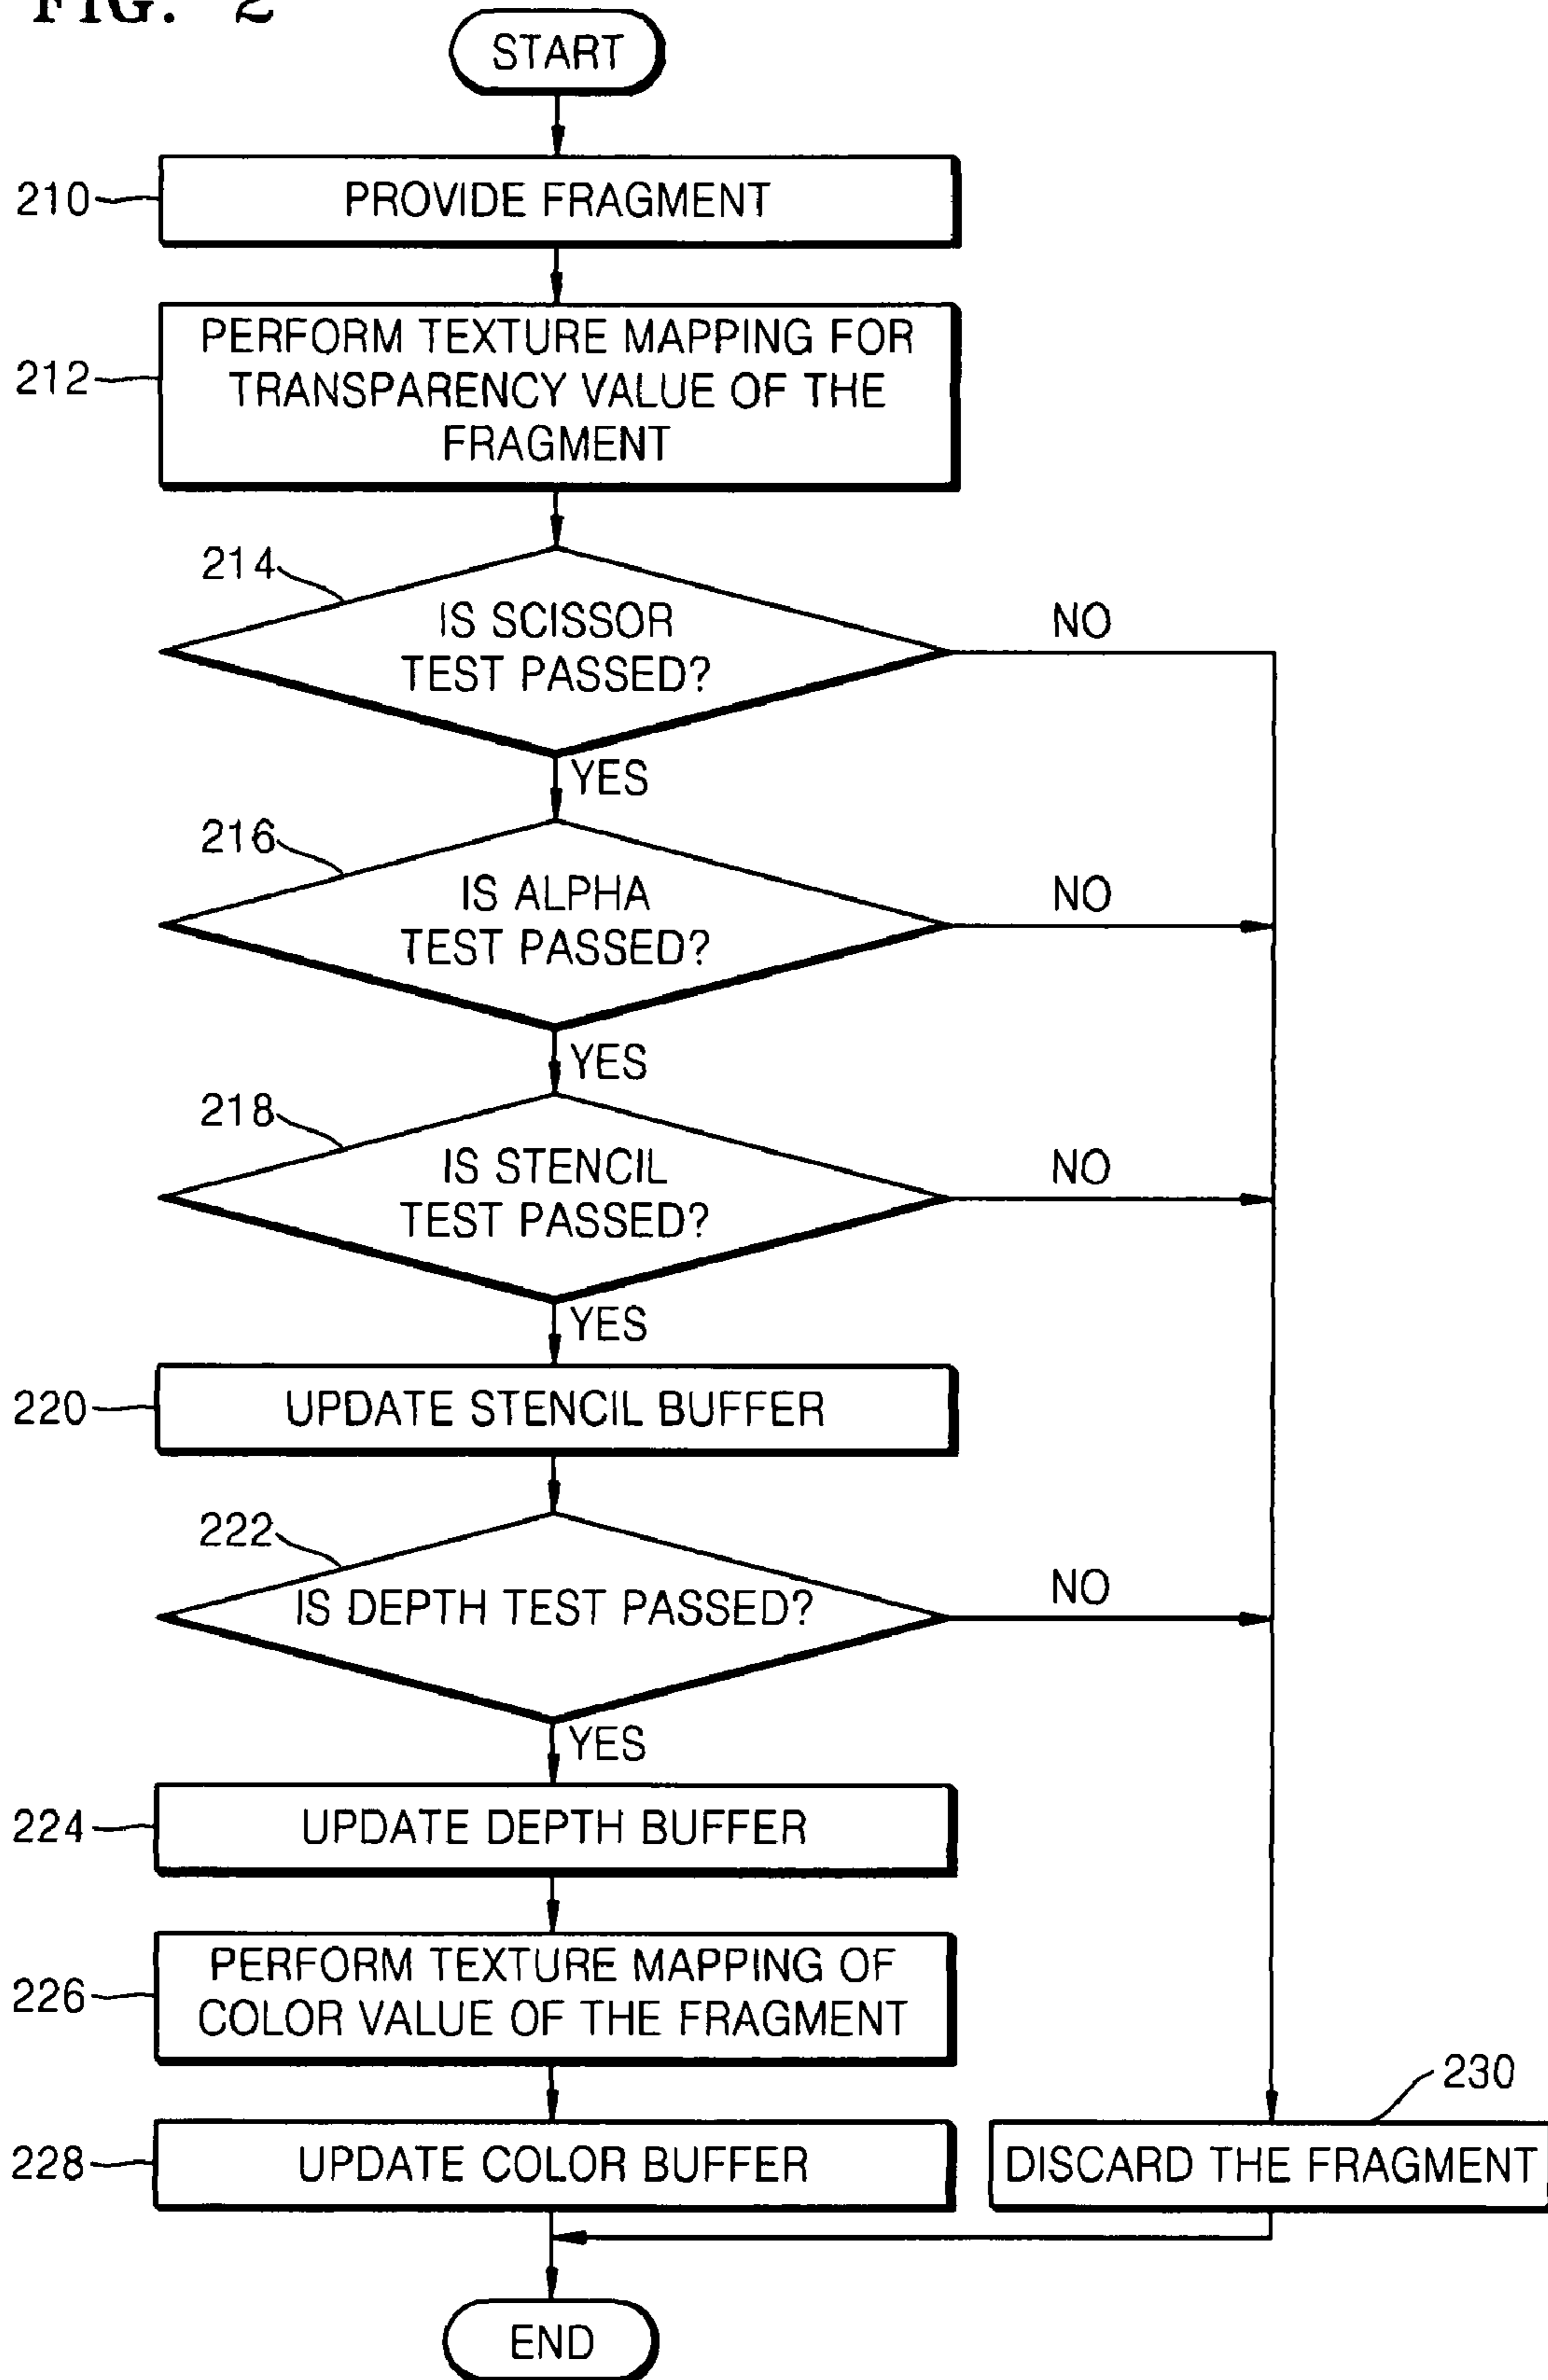 FIG. 2
START
210
PROVIDE FRAGMENT
212
PERFORM TEXTURE MAPPING FOR
TRANSPARENCY VALUE OF THE
FRAGMENT
214
IS SCISSOR
TEST PASSED?
NO
YES
216
IS ALPHA
TEST PASSED?
NO
YES
218
IS STENCIL
TEST PASSED?
NO
YES
220
UPDATE STENCIL BUFFER
222
IS DEPTH TEST PASSED?
NO
YES
224
UPDATE DEPTH BUFFER
226
PERFORM TEXTURE MAPPING OF
COLOR VALUE OF THE FRAGMENT
230
228
UPDATE COLOR BUFFER
DISCARD THE FRAGMENT
END